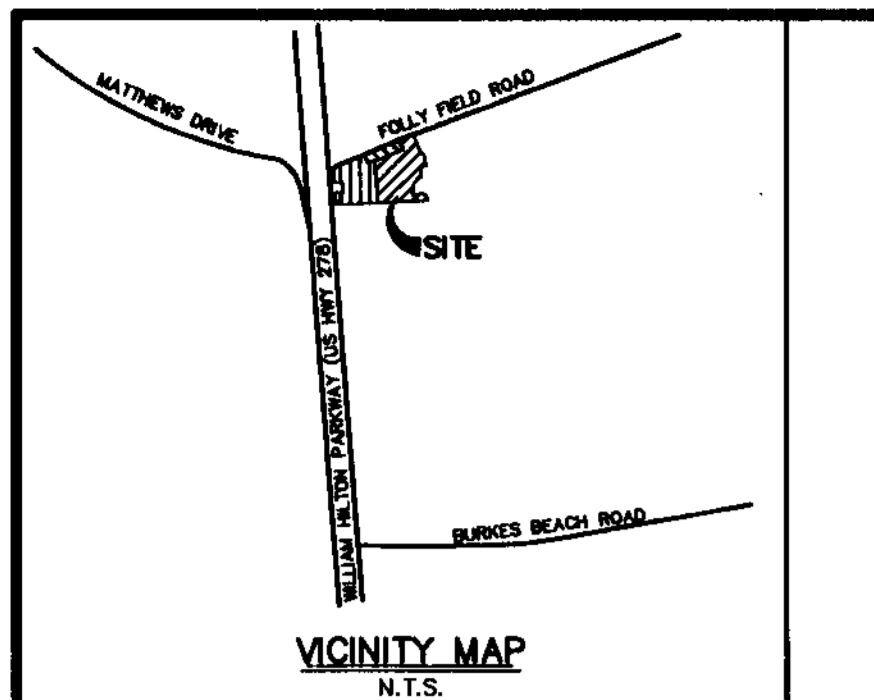 MATTHEWS DRIVE
FOLLY FIELD ROAD
SITE
WILLIAM HILTON PARKWAY (US HWY 278)
BURKES BEACH ROAD
VICINITY MAP
N.T.S.